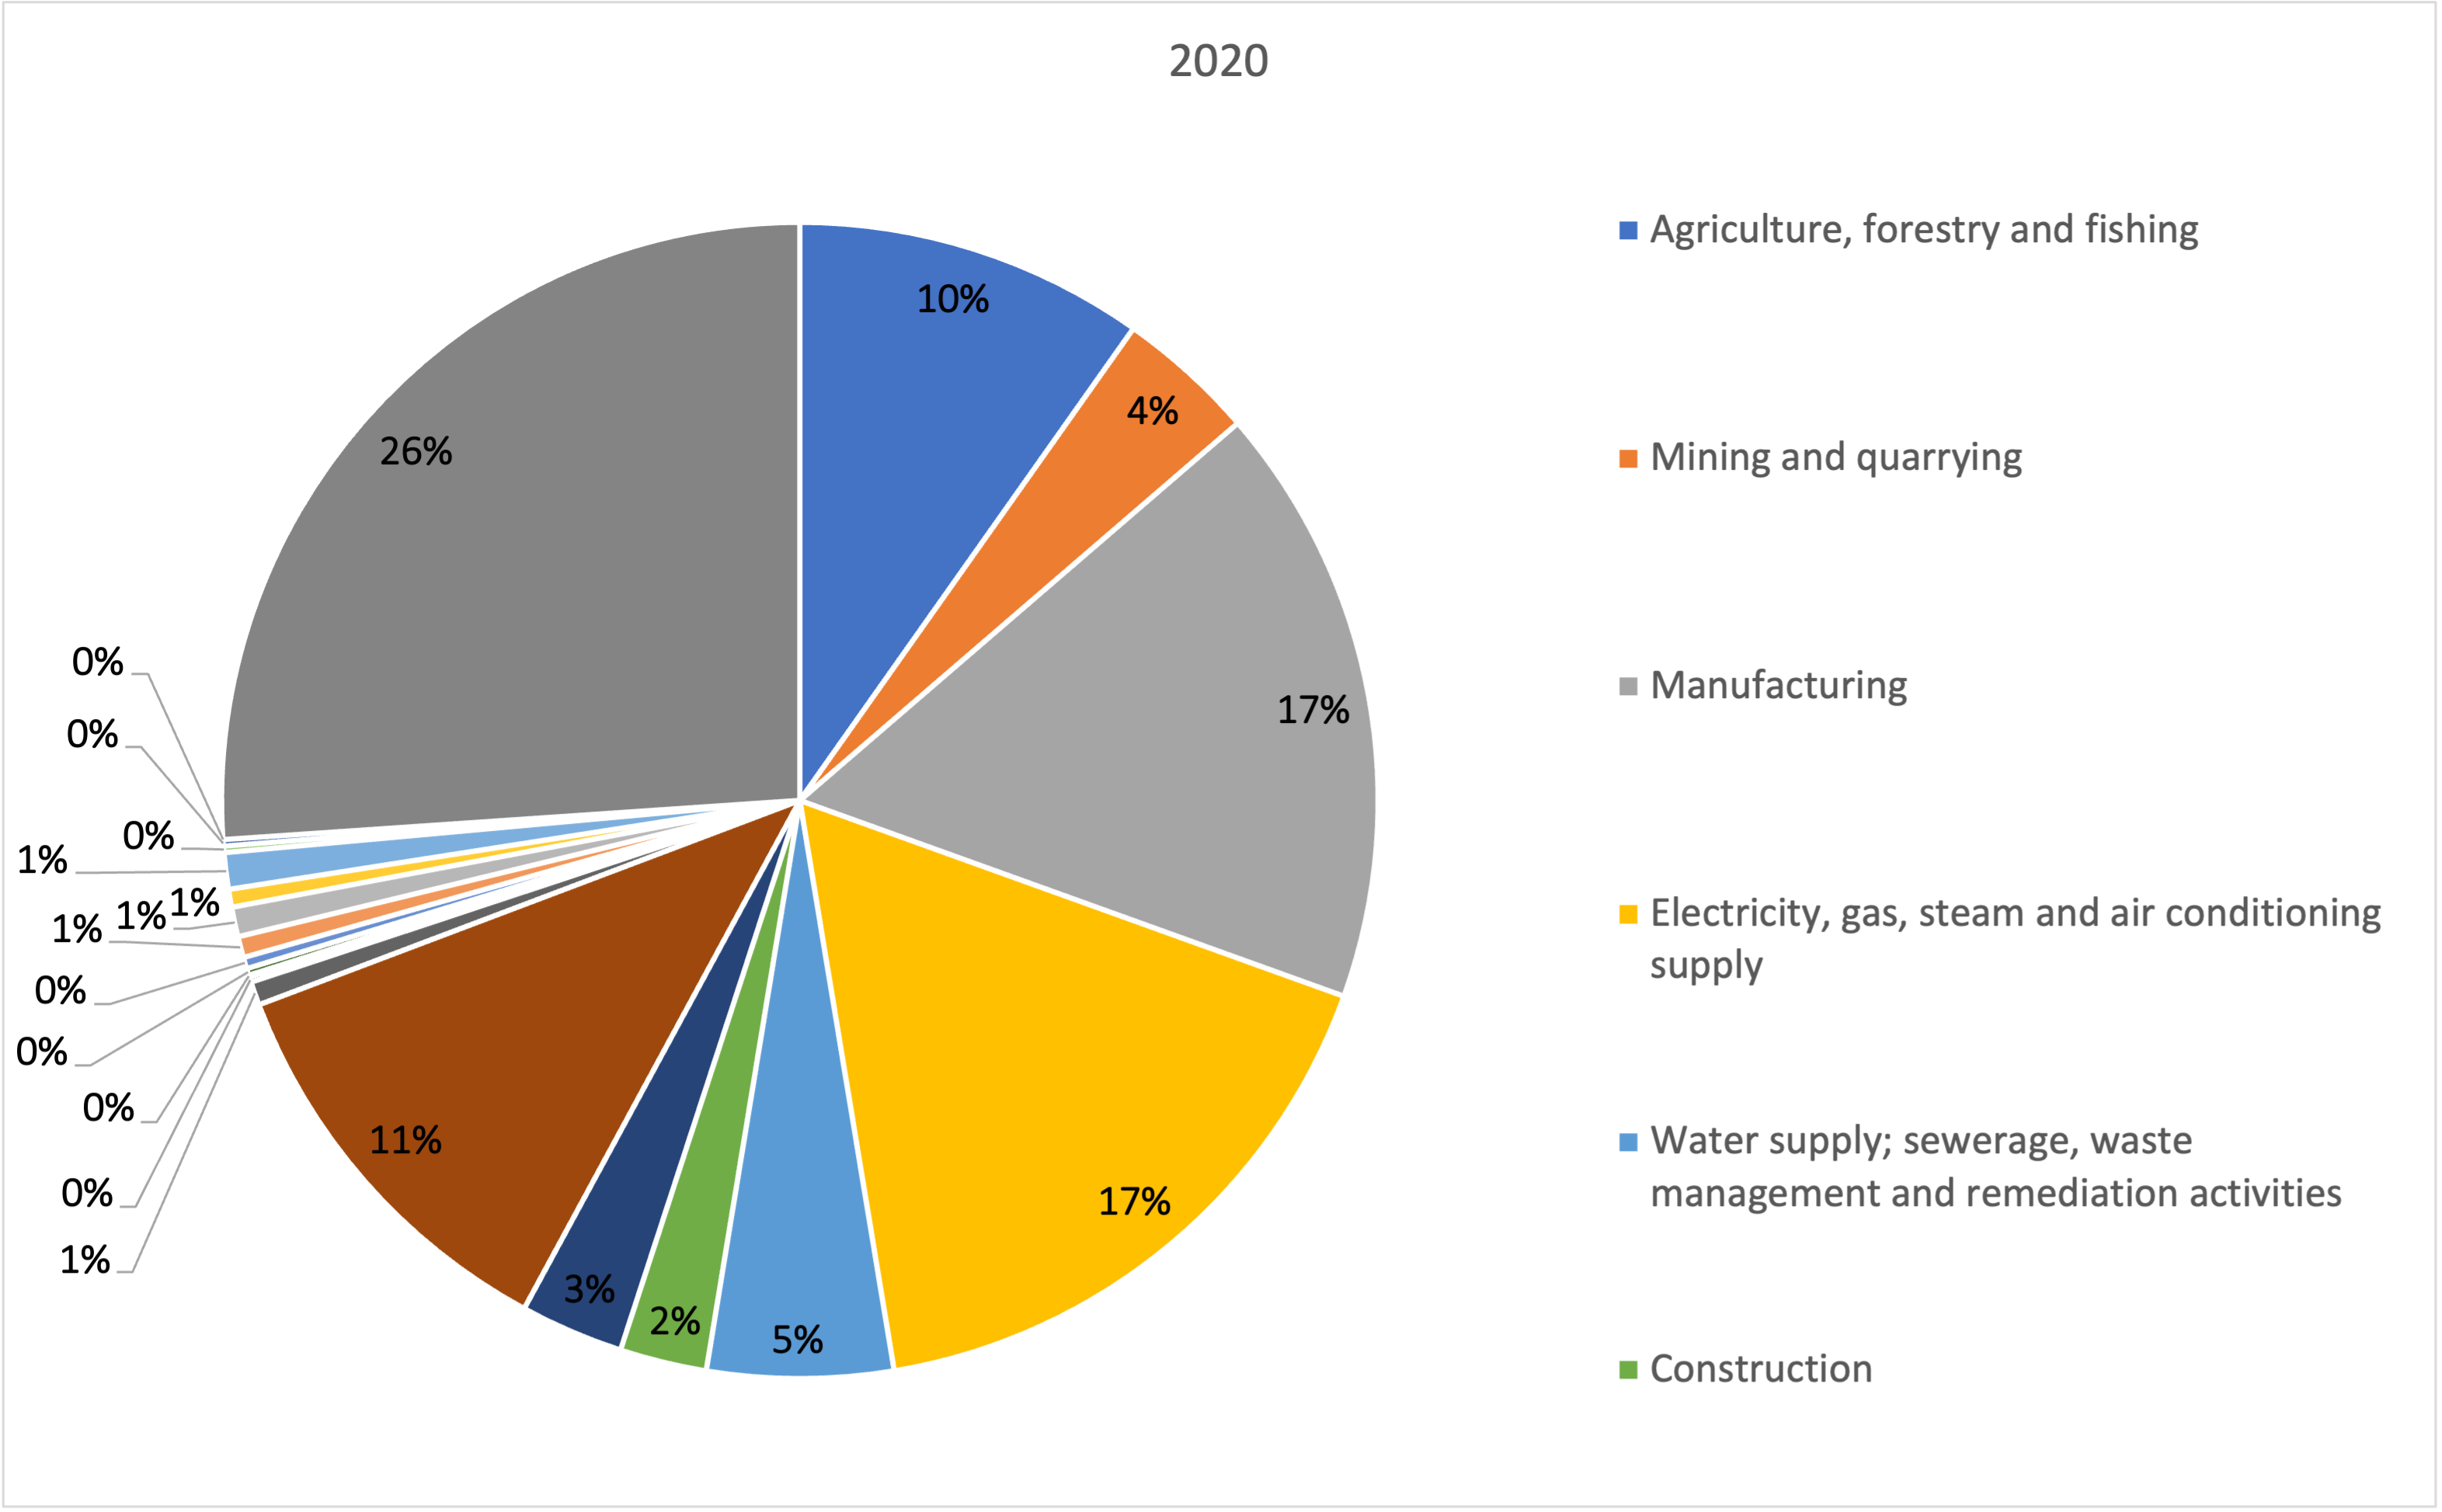 2020
10%
4%
17%
17%
5%
2%
3%
11%
1%
0%
0%
0%
0%
1%
1%
1%
1%
0%
0%
0%
26%
Agriculture, forestry and fishing
Mining and quarrying
Manufacturing
Electricity, gas, steam and air conditioning
supply
Water supply; sewerage, waste
management and remediation activities
Construction